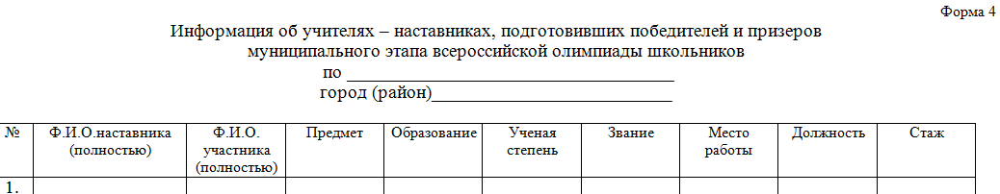 Форма 4
Информация об учителях – наставниках, подготовивших победителей и призеров
муниципального этапа всероссийской олимпиады школьников
по ___________________________________
город (район)_________________________
№ Ф.И.О.наставника (полностью) Ф.И.О. участника (полностью) Предмет Образование Ученая степень Звание Место работы Должность Стаж
1.